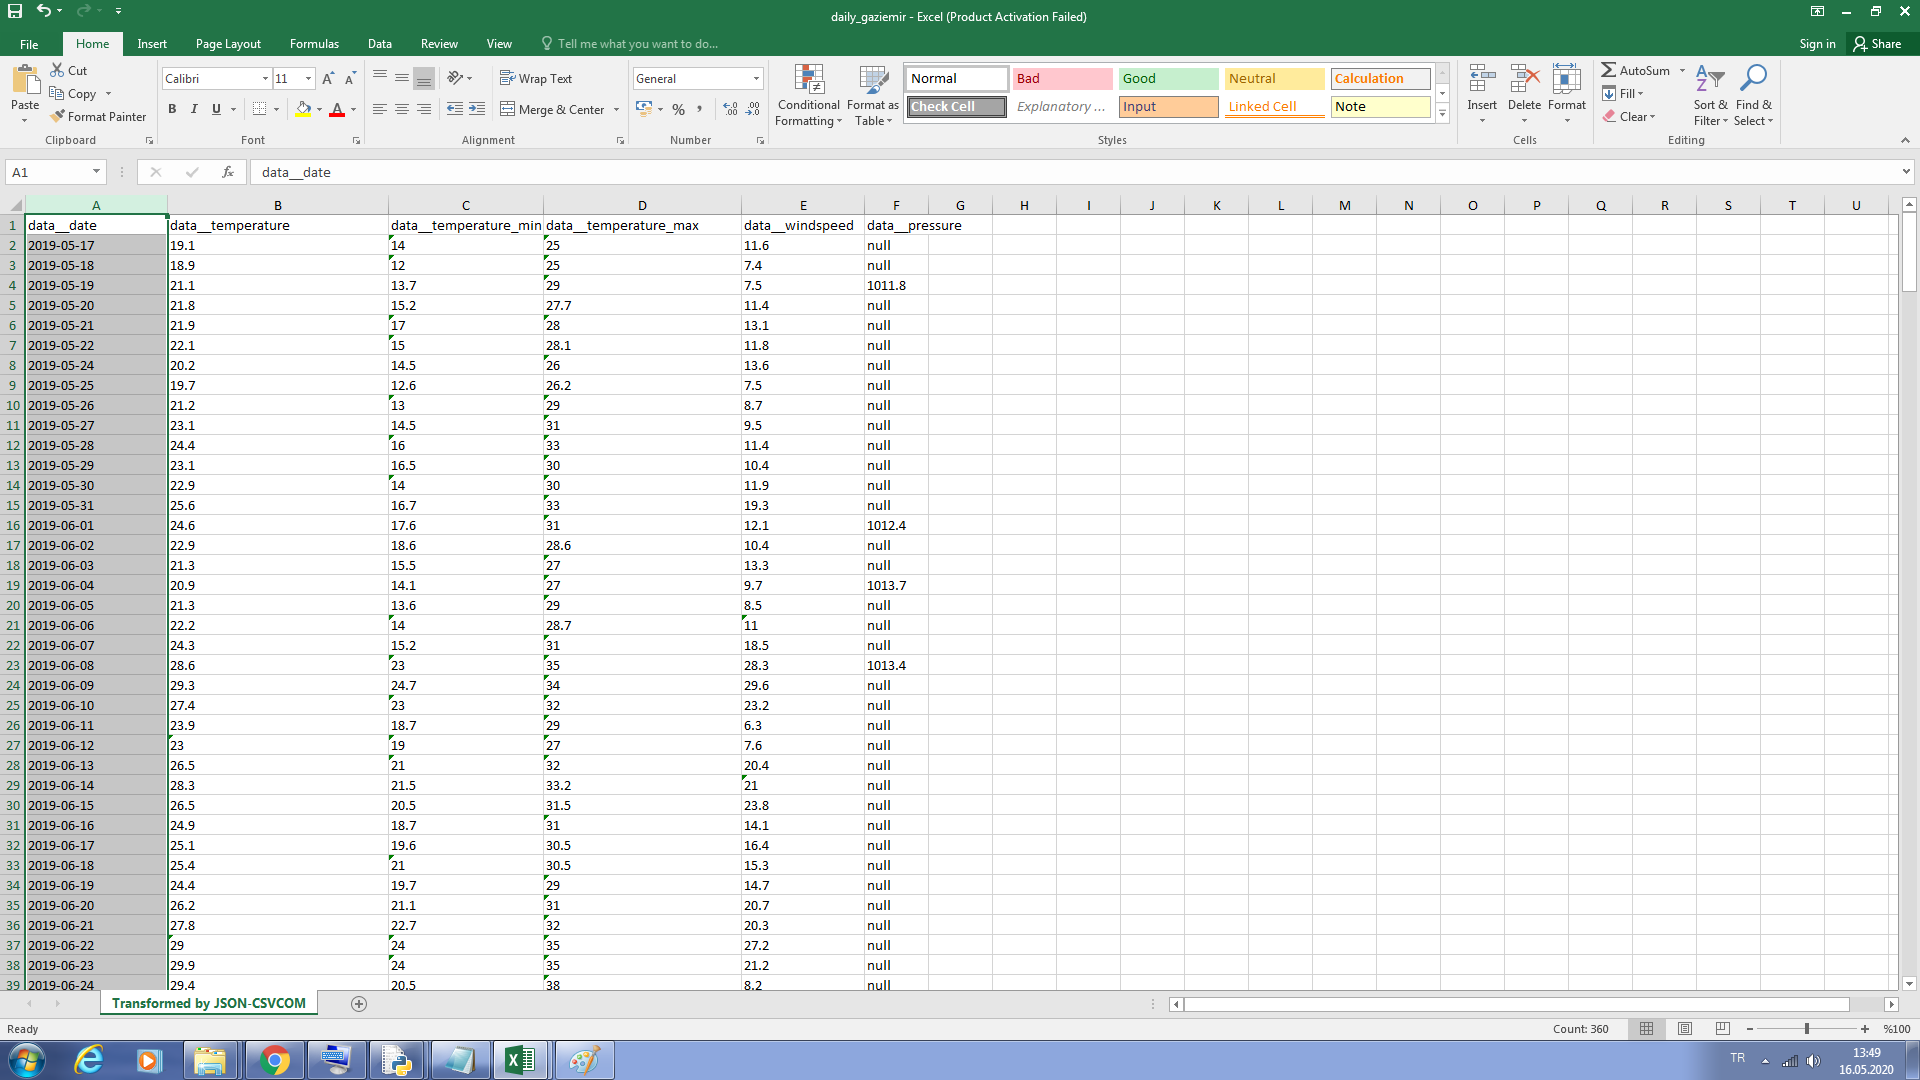 daily_gaziemir - Excel (Product Activation Failed)
File Home Insert Page Layout Formulas Data Review View Tell me what you want to do... Sign in Share
Paste Cut Copy Format Painter Clipboard
Calibri 11 B I U Font
Wrap Text Merge & Center Alignment
General % Number
Conditional Formatting Format as Table
Normal Bad Good Neutral Calculation
Check Cell Explanatory ... Input Linked Cell Note
Styles
Insert Delete Format Cells
AutoSum Fill Clear Sort & Filter Find & Select Editing
A1 fx data__date
A B C D E F G H I J K L M N O P Q R S T U
1 data__date data__temperature data__temperature_min data__temperature_max data__windspeed data__pressure
2 2019-05-17 19.1 14 25 11.6 null
3 2019-05-18 18.9 12 25 7.4 null
4 2019-05-19 21.1 13.7 29 7.5 1011.8
5 2019-05-20 21.8 15.2 27.7 11.4 null
6 2019-05-21 21.9 17 28 13.1 null
7 2019-05-22 22.1 15 28.1 11.8 null
8 2019-05-24 20.2 14.5 26 13.6 null
9 2019-05-25 19.7 12.6 26.2 7.5 null
10 2019-05-26 21.2 13 29 8.7 null
11 2019-05-27 23.1 14.5 31 9.5 null
12 2019-05-28 24.4 16 33 11.4 null
13 2019-05-29 23.1 16.5 30 10.4 null
14 2019-05-30 22.9 14 30 11.9 null
15 2019-05-31 25.6 16.7 33 19.3 null
16 2019-06-01 24.6 17.6 31 12.1 1012.4
17 2019-06-02 22.9 18.6 28.6 10.4 null
18 2019-06-03 21.3 15.5 27 13.3 null
19 2019-06-04 20.9 14.1 27 9.7 1013.7
20 2019-06-05 21.3 13.6 29 8.5 null
21 2019-06-06 22.2 14 28.7 11 null
22 2019-06-07 24.3 15.2 31 18.5 null
23 2019-06-08 28.6 23 35 28.3 1013.4
24 2019-06-09 29.3 24.7 34 29.6 null
25 2019-06-10 27.4 23 32 23.2 null
26 2019-06-11 23.9 18.7 29 6.3 null
27 2019-06-12 23 19 27 7.6 null
28 2019-06-13 26.5 21 32 20.4 null
29 2019-06-14 28.3 21.5 33.2 21 null
30 2019-06-15 26.5 20.5 31.5 23.8 null
31 2019-06-16 24.9 18.7 31 14.1 null
32 2019-06-17 25.1 19.6 30.5 16.4 null
33 2019-06-18 25.4 21 30.5 15.3 null
34 2019-06-19 24.4 19.7 29 14.7 null
35 2019-06-20 26.2 21.1 31 20.7 null
36 2019-06-21 27.8 22.7 32 20.3 null
37 2019-06-22 29 24 35 27.2 null
38 2019-06-23 29.9 24 35 21.2 null
39 2019-06-24 29.4 20.5 38 8.2 null
Transformed by JSON-CSVCOM
Ready Count: 360 %100
TR 13:49
16.05.2020